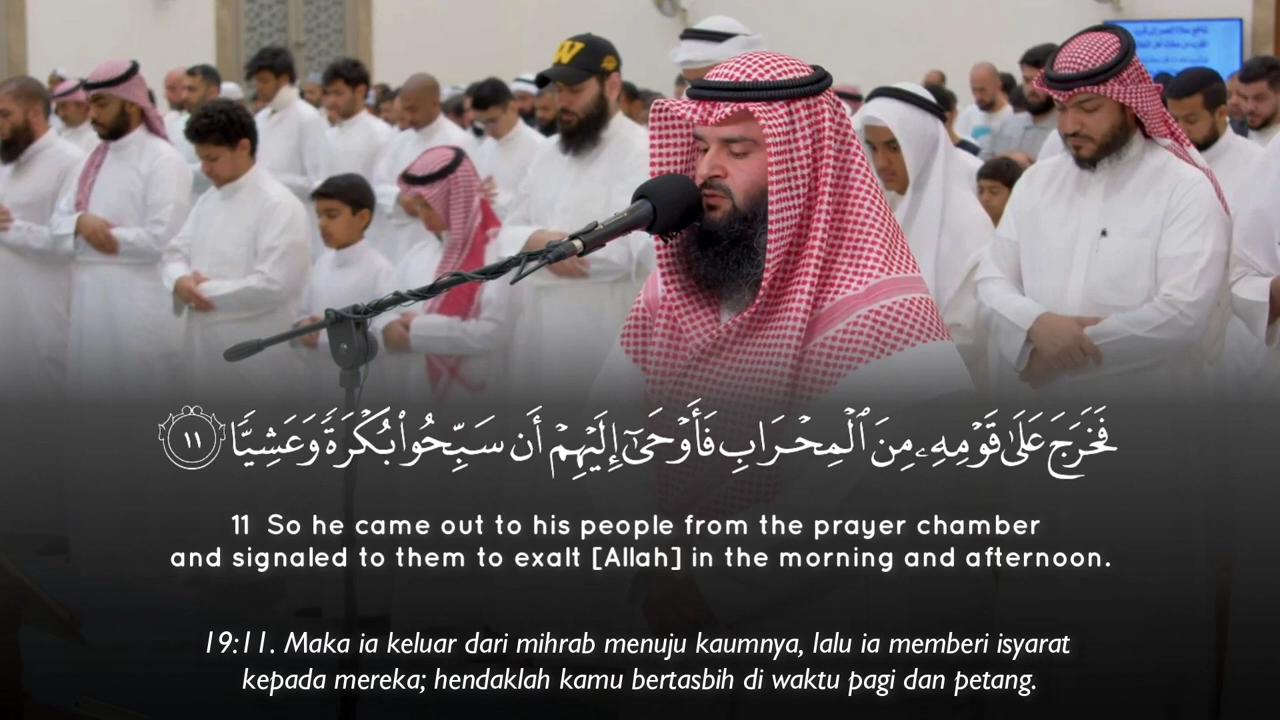 W
فَخَرَجَ عَلَىٰ قَوْمِهِۦ مِنَ ٱلْمِحْرَابِ فَأَوْحَىٰٓ إِلَيْهِمْ أَن سَبِّحُوا۟ بُكْرَةً وَعَشِيًّا ١١
11 So he came out to his people from the prayer chamber
and signaled to them to exalt [Allah] in the morning and afternoon.
19:11. Maka ia keluar dari mihrab menuju kaumnya, lalu ia memberi isyarat
kepada mereka; hendaklah kamu bertasbih di waktu pagi dan petang.